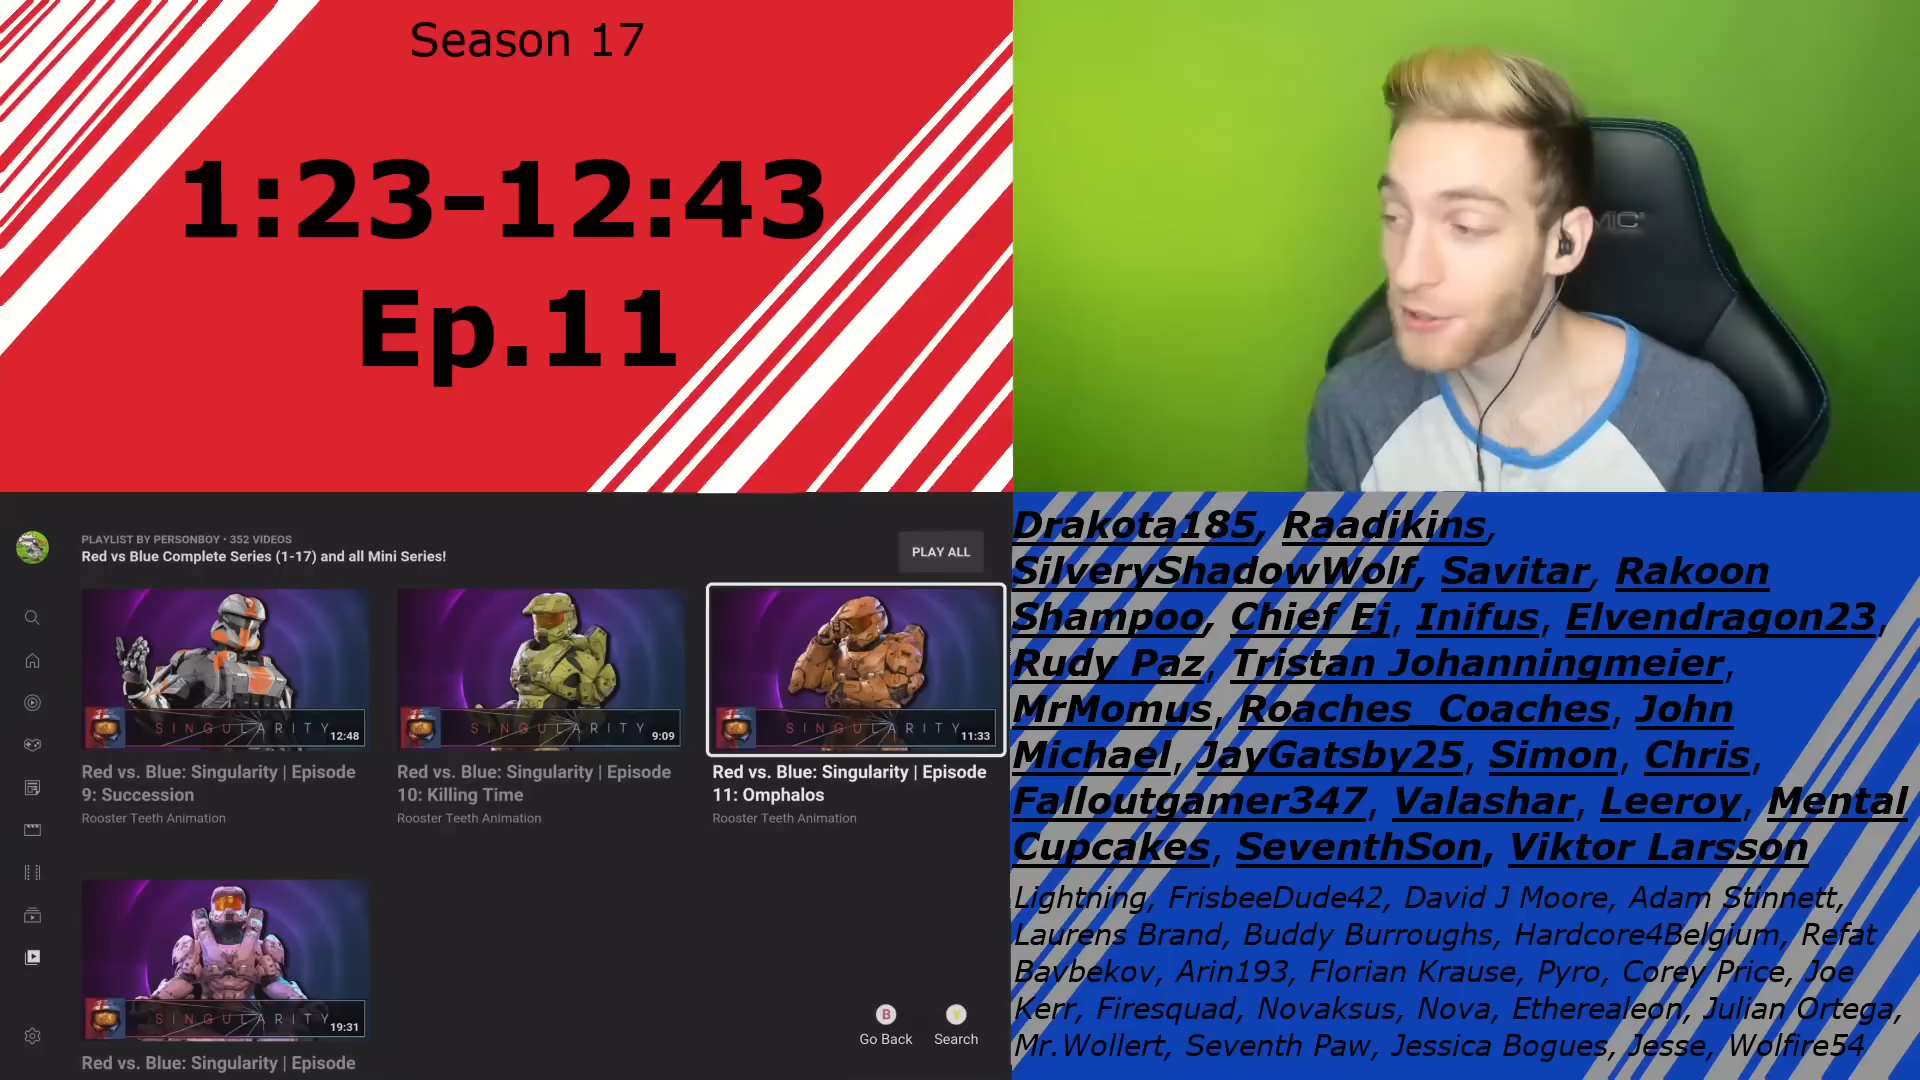 Season 17
1:23-12:43
Ep.11
MIC
PLAYLIST BY PERSONBOY • 352 VIDEOS
Red vs Blue Complete Series (1-17) and all Mini Series!
PLAY ALL
SINGULARITY
12:48
SINGULARITY
9:09
SINGULARITY
11:33
Red vs. Blue: Singularity | Episode
9: Succession
Rooster Teeth Animation
Red vs. Blue: Singularity | Episode
10: Killing Time
Rooster Teeth Animation
Red vs. Blue: Singularity | Episode
11: Omphalos
Rooster Teeth Animation
SINGULARITY
19:31
Red vs. Blue: Singularity | Episode
B
Go Back
Y
Search
Drakota185, Raadikins,
SilveryShadowWolf, Savitar, Rakoon
Shampoo, Chief Ej, Inifus, Elvendragon23,
Rudy Paz, Tristan Johanningmeier,
MrMomus, Roaches_Coaches, John
Michael, JayGatsby25, Simon, Chris,
Falloutgamer347, Valashar, Leeroy, Mental
Cupcakes, SeventhSon, Viktor Larsson
Lightning, FrisbeeDude42, David J Moore, Adam Stinnett,
Laurens Brand, Buddy Burroughs, Hardcore4Belgium, Refat
Bavbekov, Arin193, Florian Krause, Pyro, Corey Price, Joe
Kerr, Firesquad, Novaksus, Nova, Etherealeon, Julian Ortega,
Mr.Wollert, Seventh Paw, Jessica Bogues, Jesse, Wolfire54